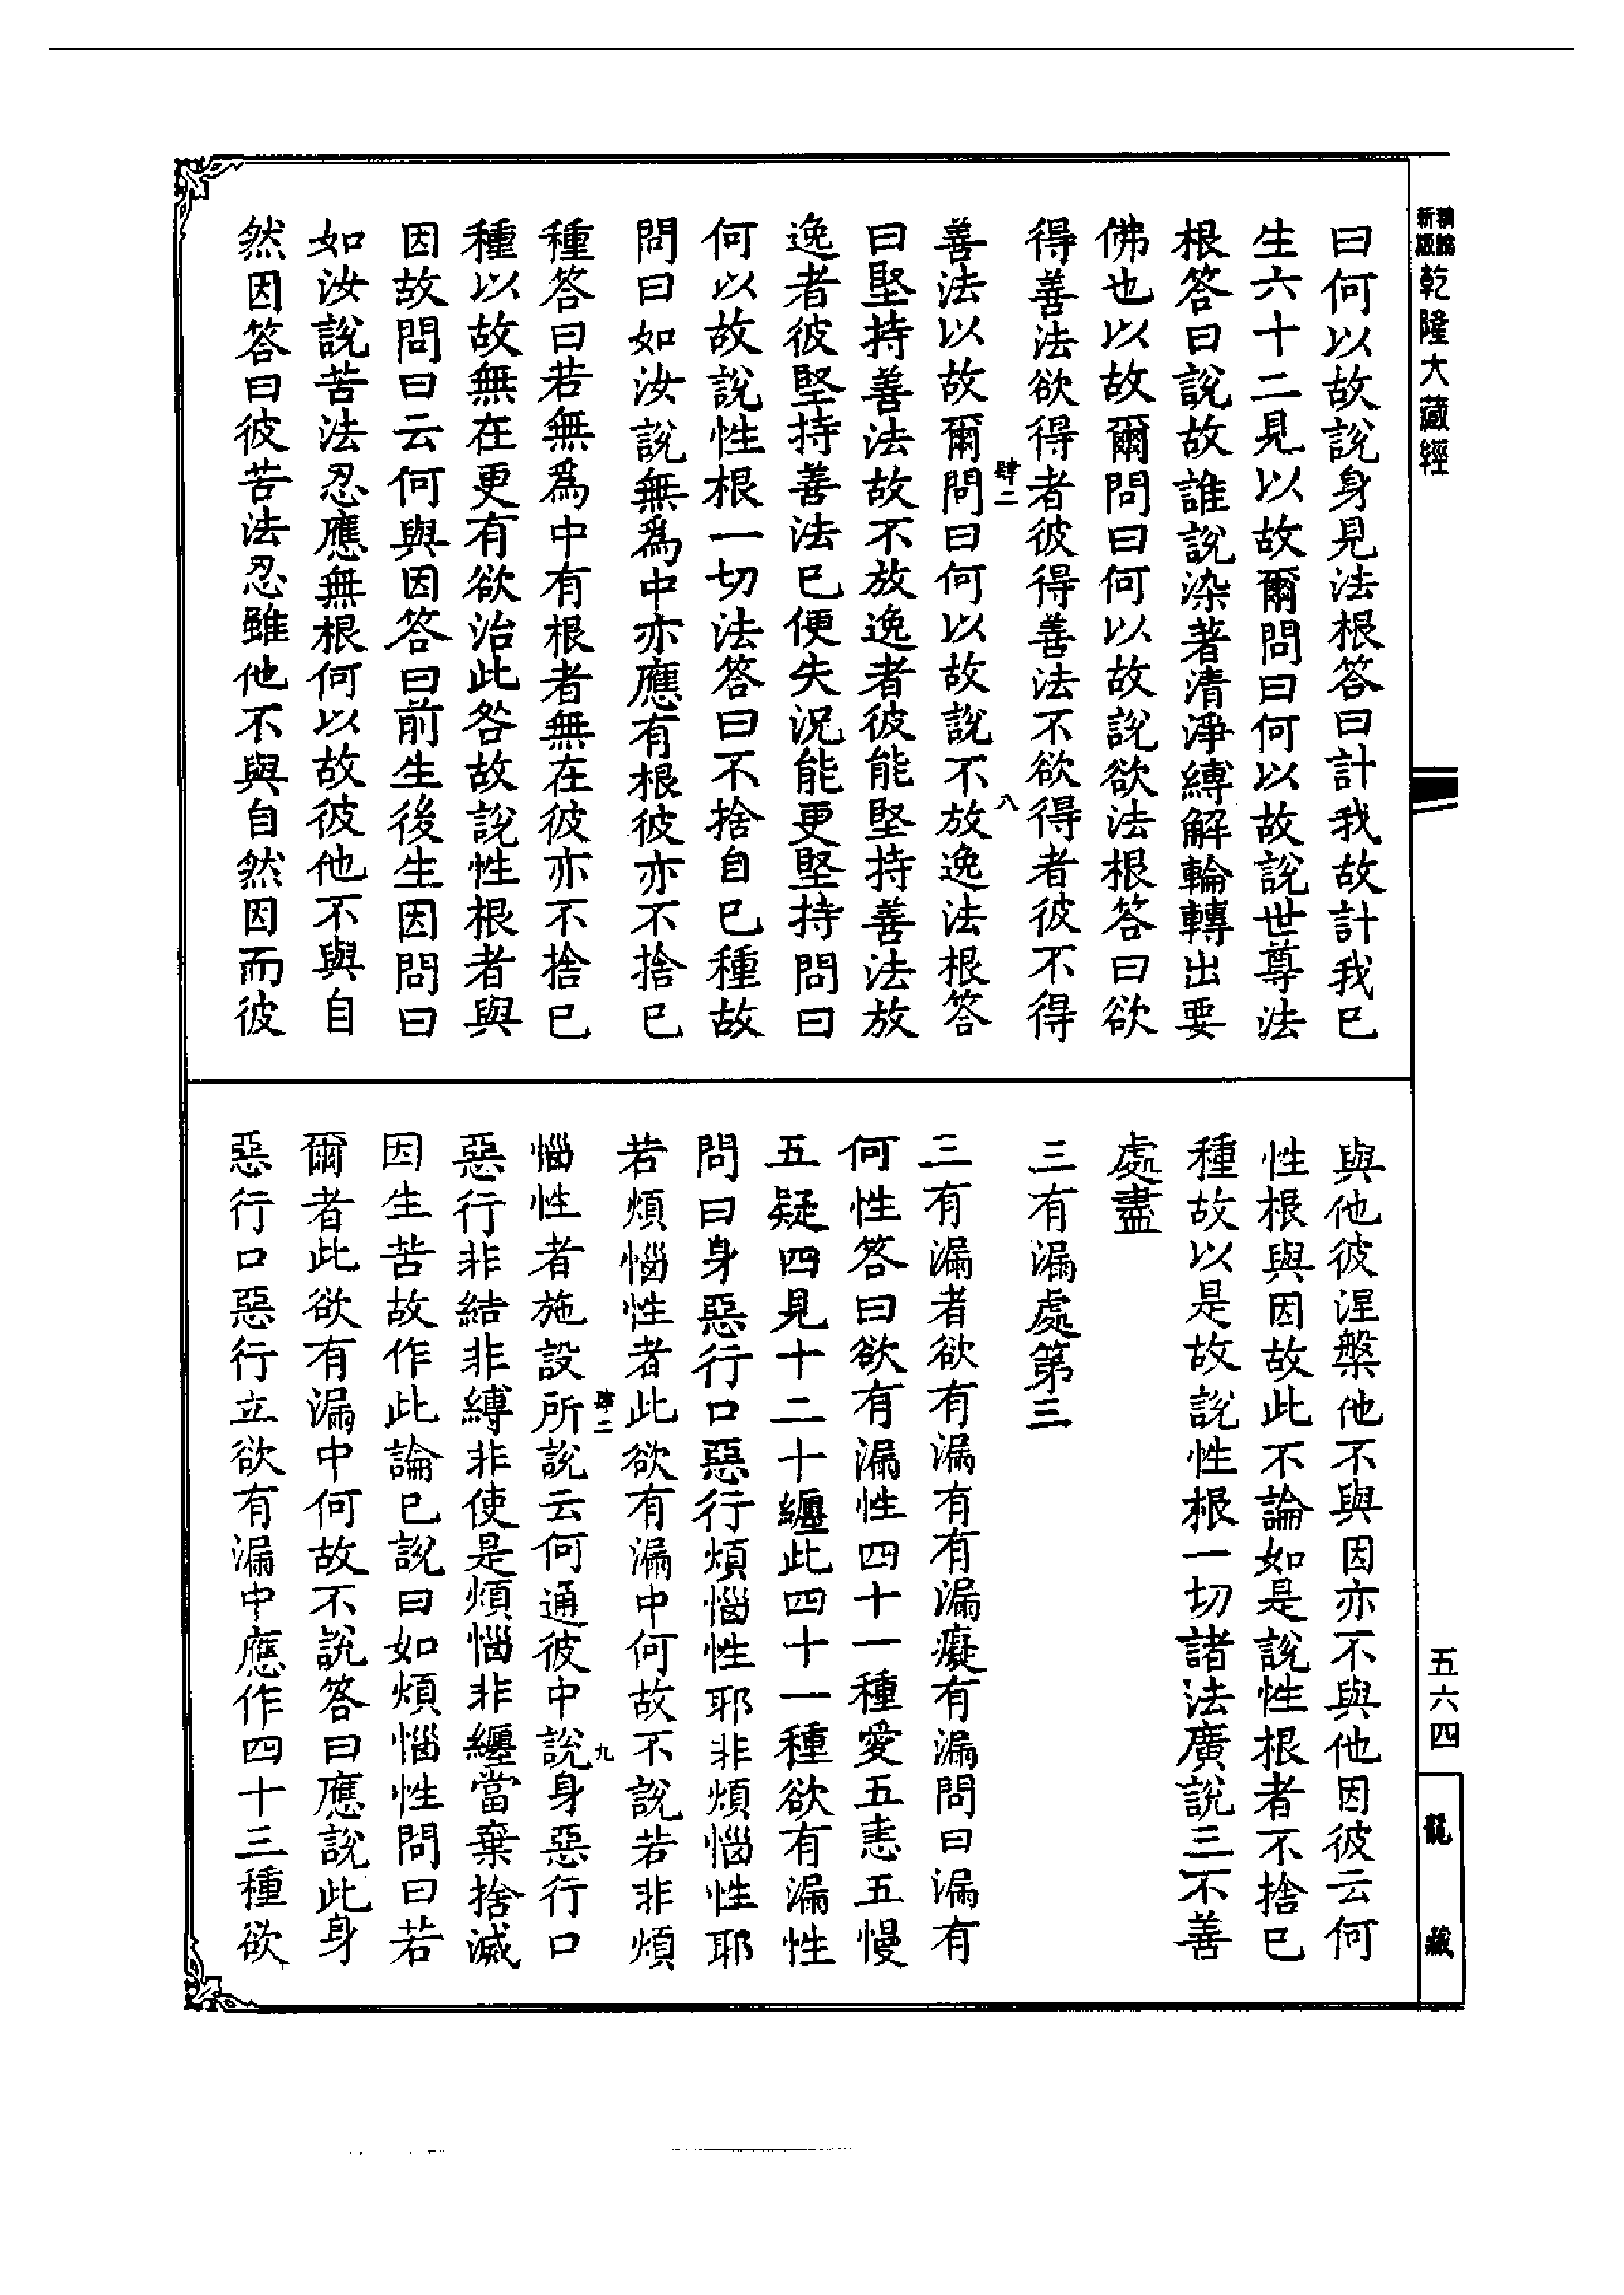 新版
精縮
乾隆大藏經
曰何以故說身見法根答曰計我故計我已
生六十二見以故爾問曰何以故說世尊法
根答曰說故誰說染著清淨縛解輪轉出要
佛也以故爾問曰何以故說欲法根答曰欲
得善法欲得者彼得善法不欲得者彼不得
肆二
八
善法以故爾問曰何以故說不放逸法根答
曰堅持善法故不放逸者彼能堅持善法放
逸者彼堅持善法已便失況能更堅持問曰
何以故說性根一切法答曰不捨自已種故
問曰如汝說無爲中亦應有根彼亦不捨已
種答曰若無爲中有根者無在彼亦不捨已
種以故無在更有欲治此咎故說性根者與
因故問曰云何與因答曰前生後生因問曰
如汝說苦法忍應無根何以故彼他不與自
然因答曰彼苦法忍雖他不與自然因而彼
與他彼涅槃他不與因亦不與他因彼云何
性根與因故此不論如是說性根者不捨已
種故以是故說性根一切諸法廣說三不善
處盡
三有漏處第三
三有漏者欲有漏有有漏癡有漏問曰漏有
何性答曰欲有漏性四十一種愛五恚五慢
五疑四見十二十纏此四十一種欲有漏性
問曰身惡行口惡行煩惱性耶非煩惱性耶
若煩惱性者此欲有漏中何故不說若非煩
肆二
九
惱性者施設所說云何通彼中說身惡行口
惡行非結非縛非使是煩惱非纏當棄捨滅
因生苦故作此論已說曰如煩惱性問曰若
爾者此欲有漏中何故不說答曰應說此身
惡行口惡行立欲有漏中應作四十三種欲
五六四
龍藏